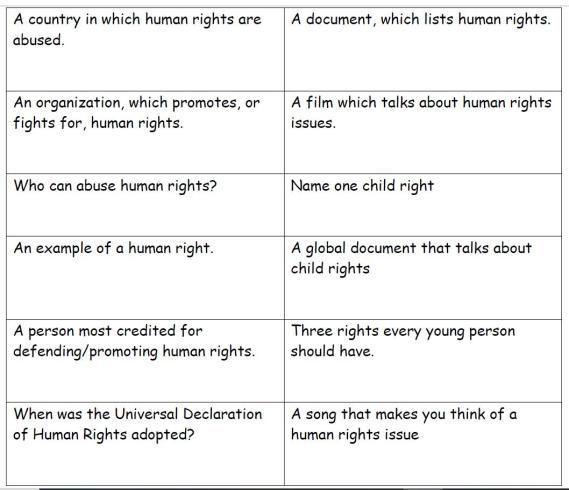 A country in which human rights are
abused.
A document, which lists human rights.
An organization, which promotes, or
fights for, human rights.
A film which talks about human rights
issues.
Who can abuse human rights?
Name one child right
An example of a human right.
A global document that talks about
child rights
A person most credited for
defending/promoting human rights.
Three rights every young person
should have.
When was the Universal Declaration
of Human Rights adopted?
A song that makes you think of a
human rights issue